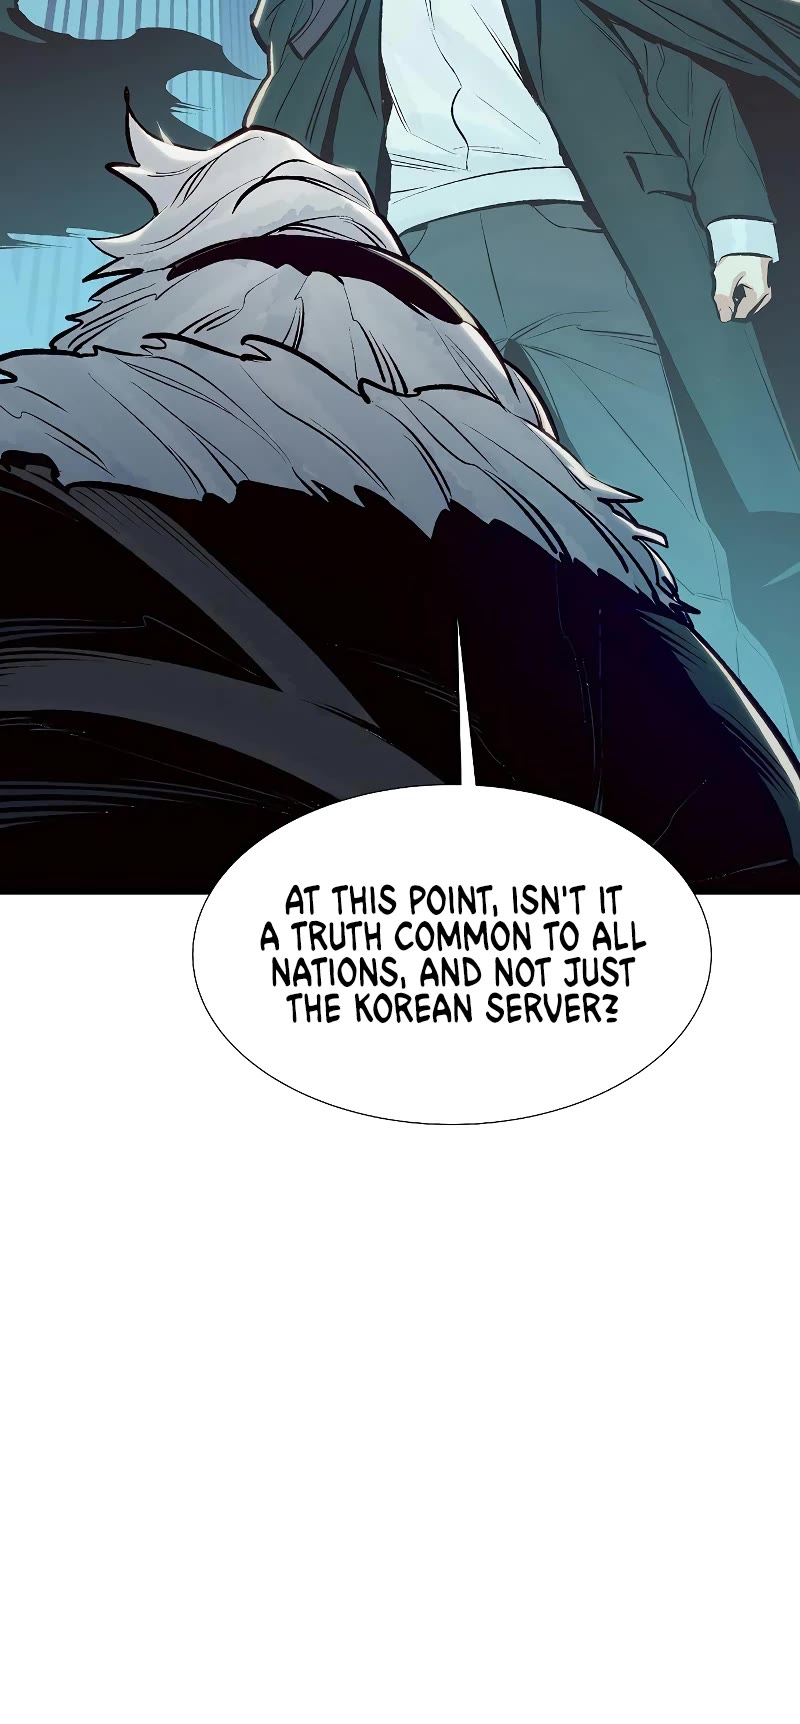 AT THIS POINT, ISN'T IT
A TRUTH COMMON TO ALL
NATIONS, AND NOT JUST
THE KOREAN SERVER?